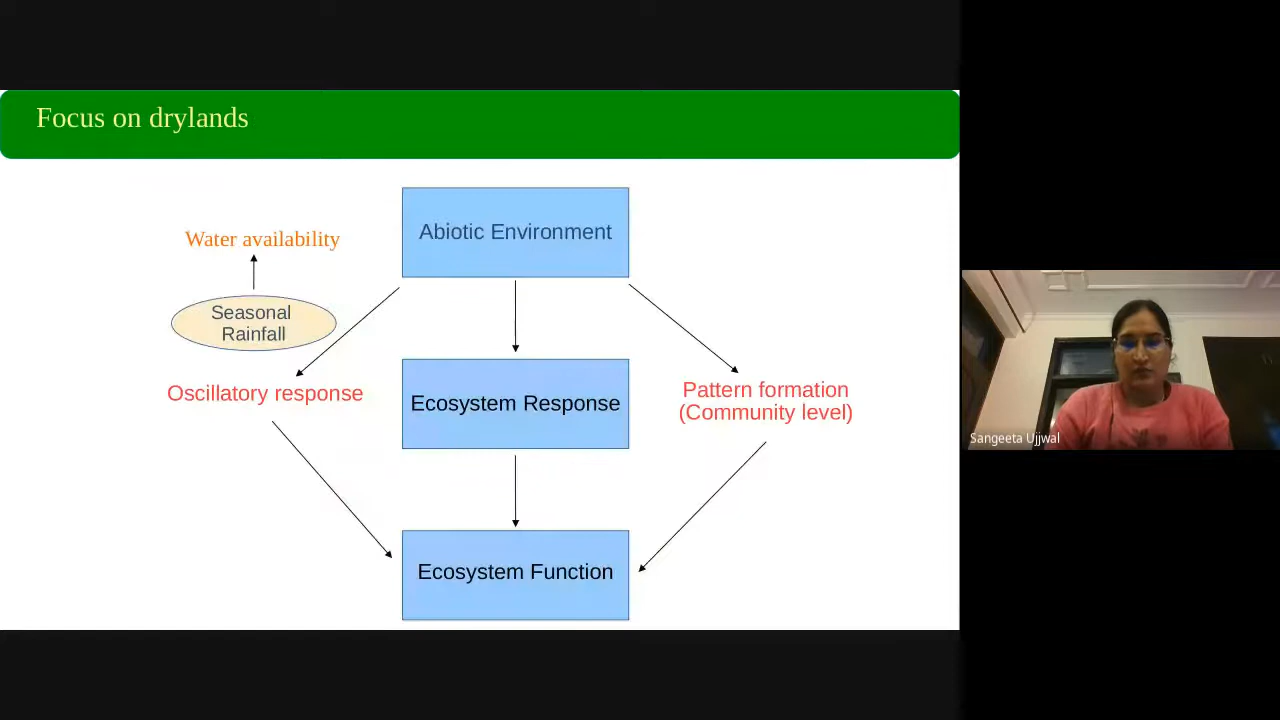 Focus on drylands
Abiotic Environment
Water availability
Seasonal
Rainfall
Oscillatory response
Ecosystem Response
Pattern formation
(Community level)
Ecosystem Function
Sangeeta Ujjwal